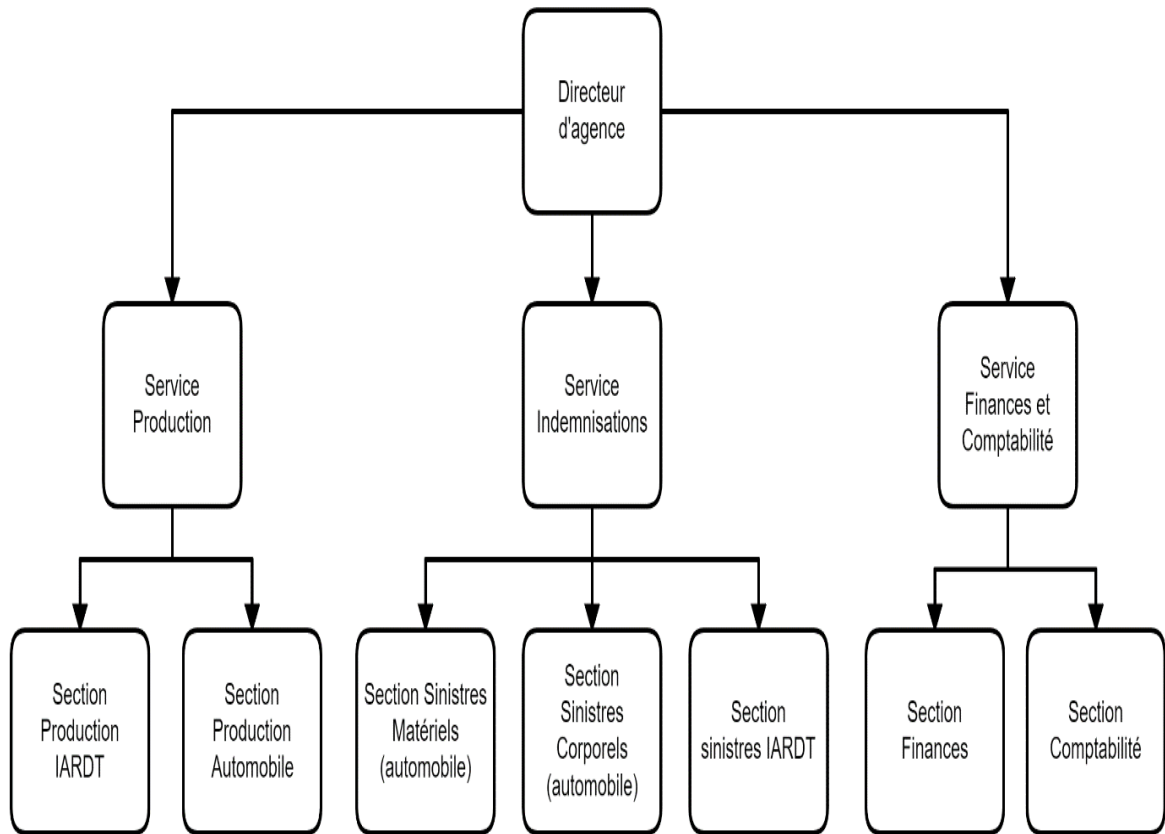 Directeur
d'agence
Service
Production
Service
Indemnisations
Service
Finances et
Comptabilité
Section
Production
IARDT
Section
Production
Automobile
Section Sinistres
Matériels
(automobile)
Section
Sinistres
Corporels
(automobile)
Section
sinistres IARDT
Section
Finances
Section
Comptabilité